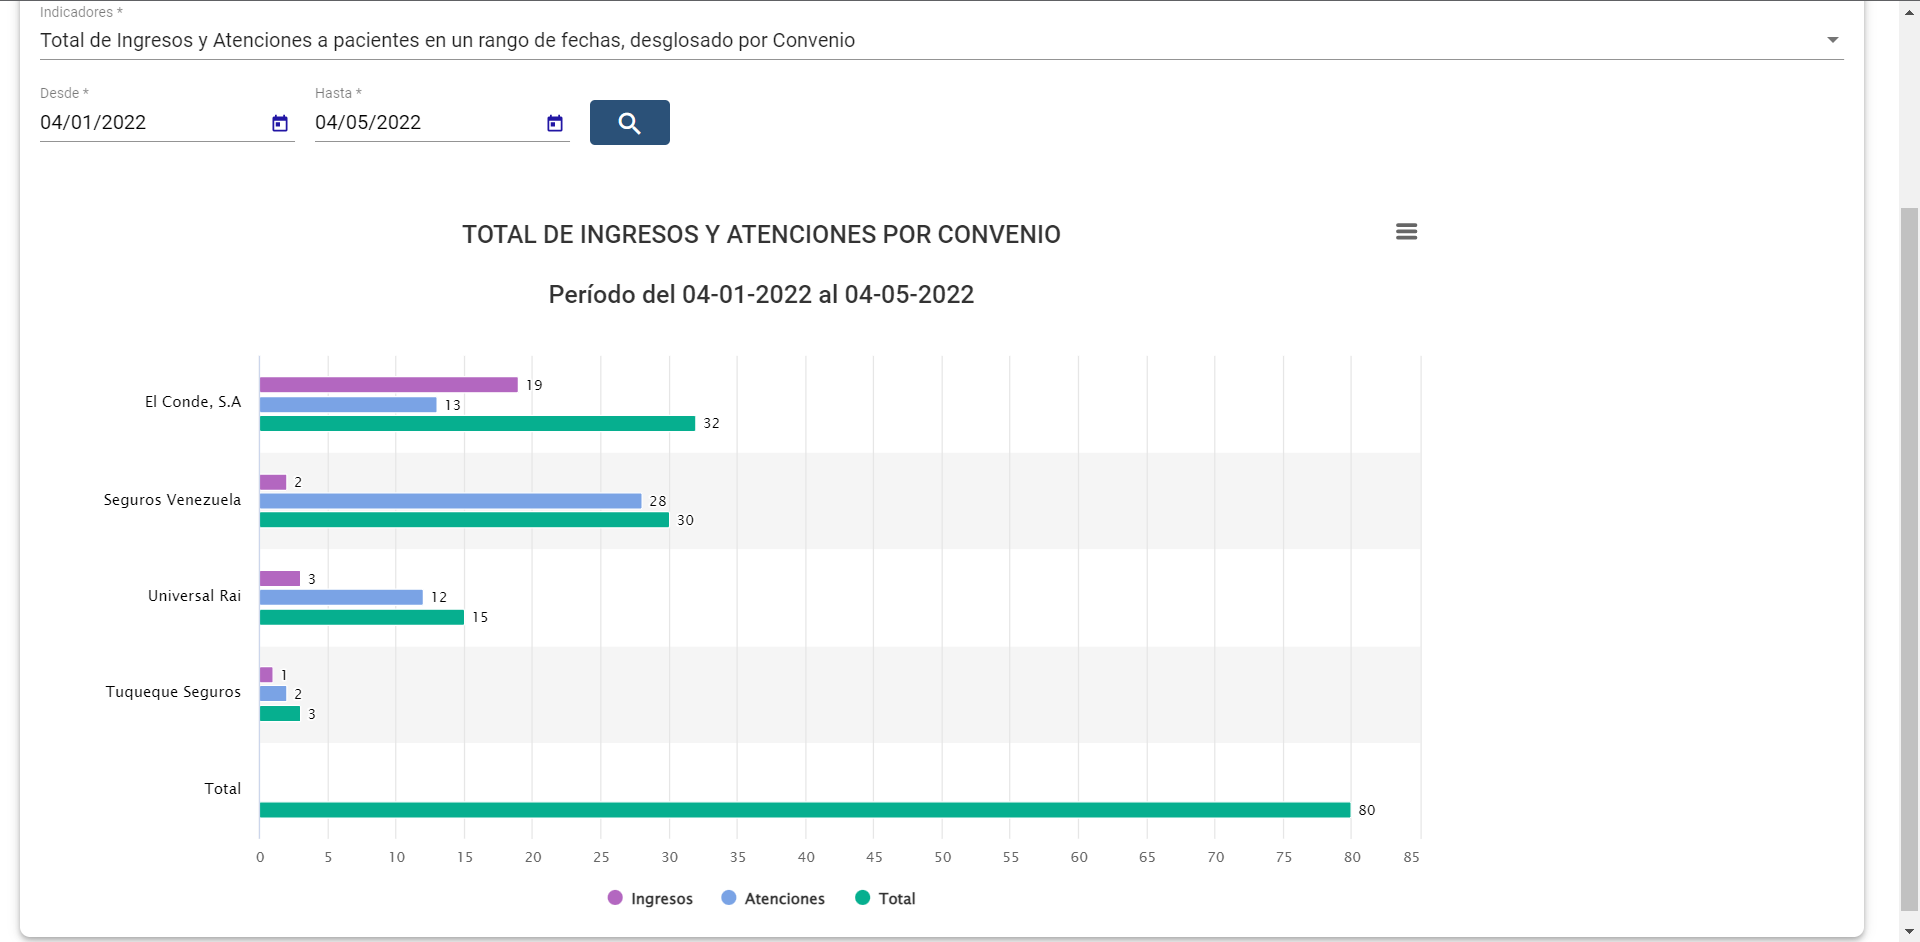 Indicadores *
Total de Ingresos y Atenciones a pacientes en un rango de fechas, desglosado por Convenio
Desde *
Hasta *
04/01/2022
04/05/2022
TOTAL DE INGRESOS Y ATENCIONES POR CONVENIO
Período del 04-01-2022 al 04-05-2022
El Conde, S.A
19
13
32
Seguros Venezuela
2
28
30
Universal Rai
3
12
15
Tuqueque Seguros
1
2
3
Total
80
0 5 10 15 20 25 30 35 40 45 50 55 60 65 70 75 80 85
Ingresos Atenciones Total